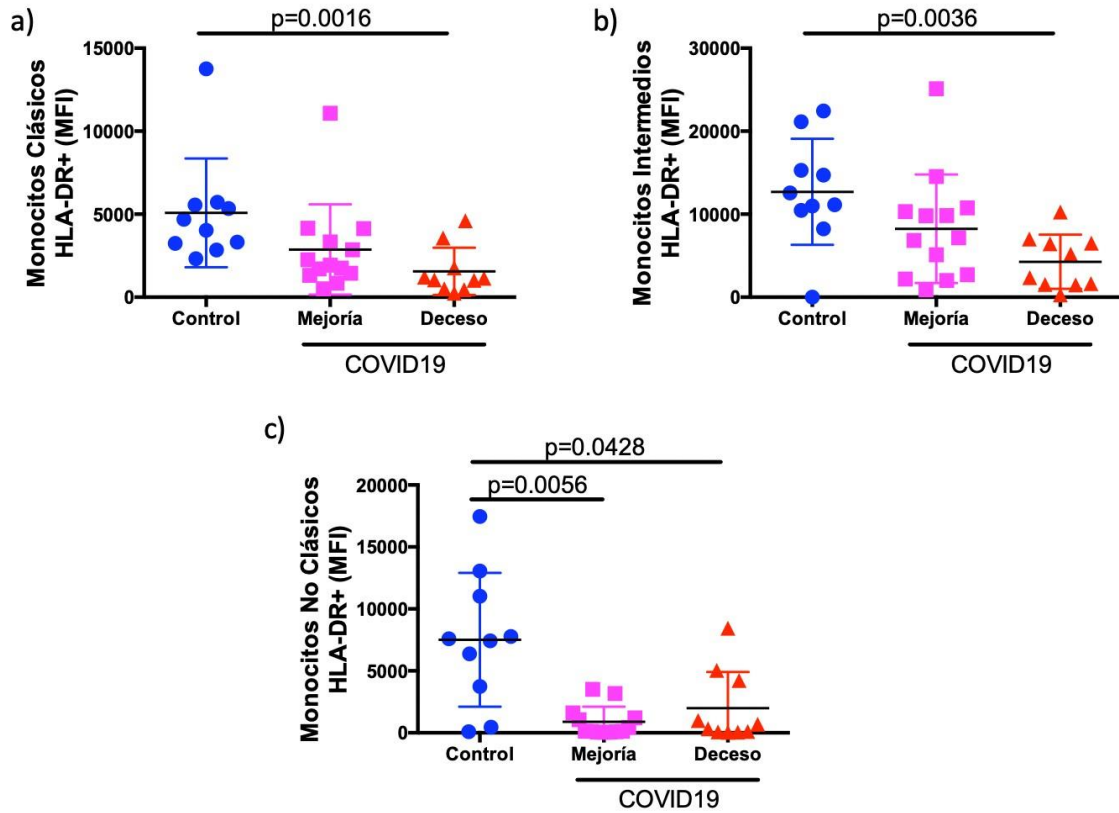 a)
p=0.0016
Monocitos Clásicos
HLA-DR+ (MFI)
15000
10000
5000
0
Control
Mejoría
Deceso
COVID19
b)
p=0.0036
Monocitos Intermedios
HLA-DR+ (MFI)
30000
20000
10000
0
Control
Mejoría
Deceso
COVID19
c)
p=0.0428
p=0.0056
Monocitos No Clásicos
HLA-DR+ (MFI)
20000
15000
10000
5000
0
Control
Mejoría
Deceso
COVID19